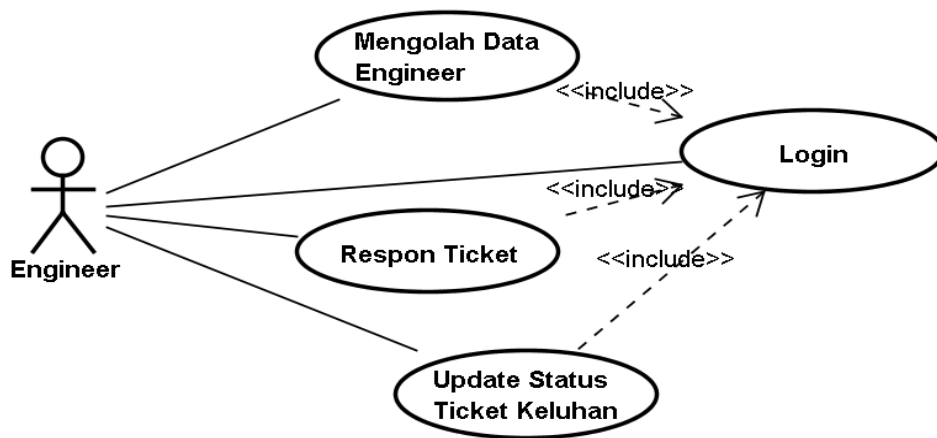 Mengolah Data
Engineer
<<include>>
Login
<<include>>
Respon Ticket
<<include>>
Engineer
Update Status
Ticket Keluhan